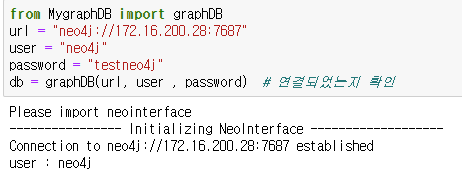 from MygraphDB import graphDB
url = "neo4j://172.16.200.28:7687"
user = "neo4j"
password = "testneo4j"
db = graphDB(url, user , password)  # 연결되었는지 확인
Please import neointerface
---------------- Initializing NeoInterface -------------------
Connection to neo4j://172.16.200.28:7687 established
user : neo4j